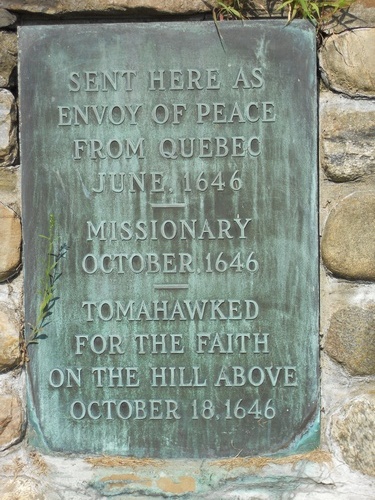 SENT HERE AS
ENVOY OF PEACE
FROM QUEBEC
JUNE, 1646
MISSIONARY
OCTOBER, 1646
TOMAHAWKED
FOR THE FAITH
ON THE HILL ABOVE
OCTOBER 18, 1646